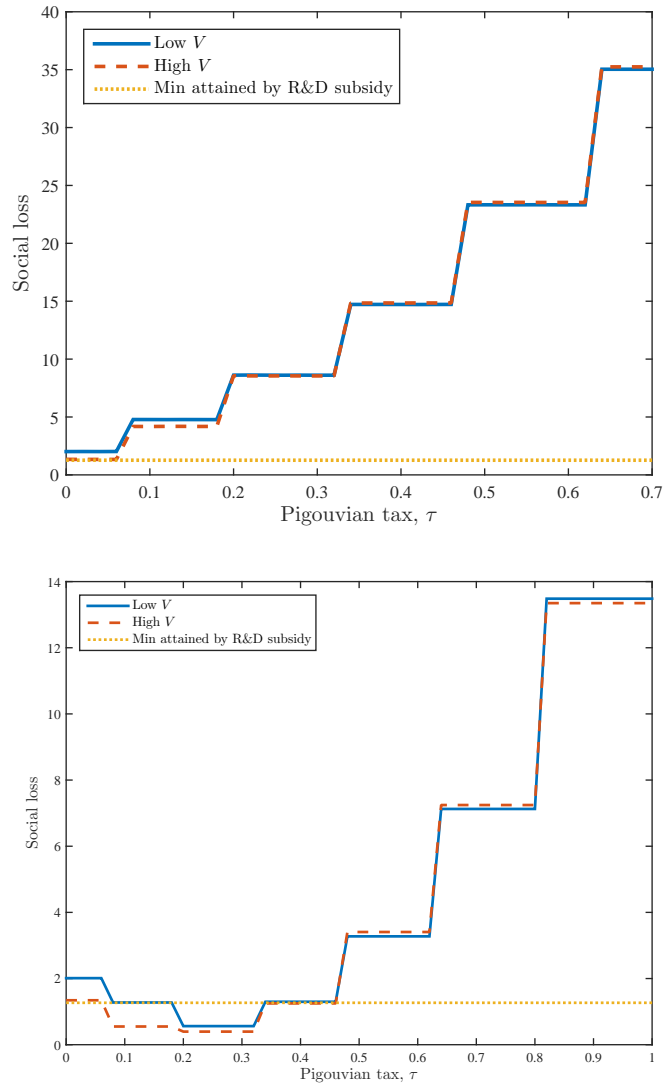 40
35
30
25
20
15
10
5
0
Social loss
Low V
High V
Min attained by R&D subsidy
0 0.1 0.2 0.3 0.4 0.5 0.6 0.7
Pigouvian tax, τ
14
12
10
8
6
4
2
0
Social loss
Low V
High V
Min attained by R&D subsidy
0 0.1 0.2 0.3 0.4 0.5 0.6 0.7 0.8 0.9 1
Pigouvian tax, τ